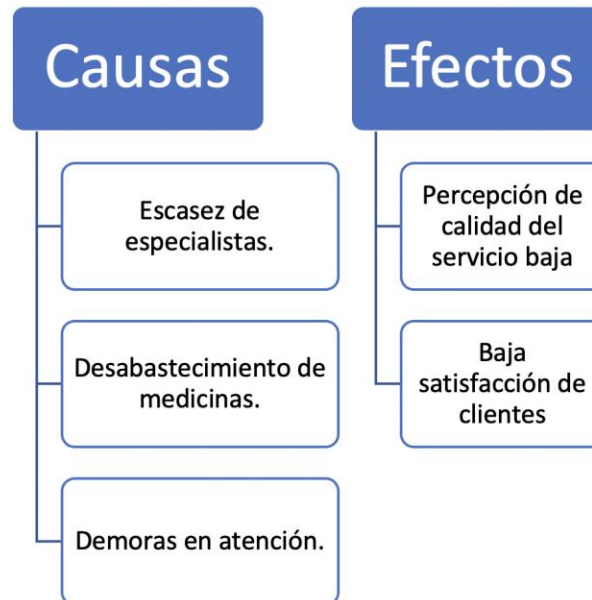 Causas
Escasez de
especialistas.
Desabastecimiento de
medicinas.
Demoras en atención.
Efectos
Percepción de
calidad del
servicio baja
Baja
satisfacción de
clientes